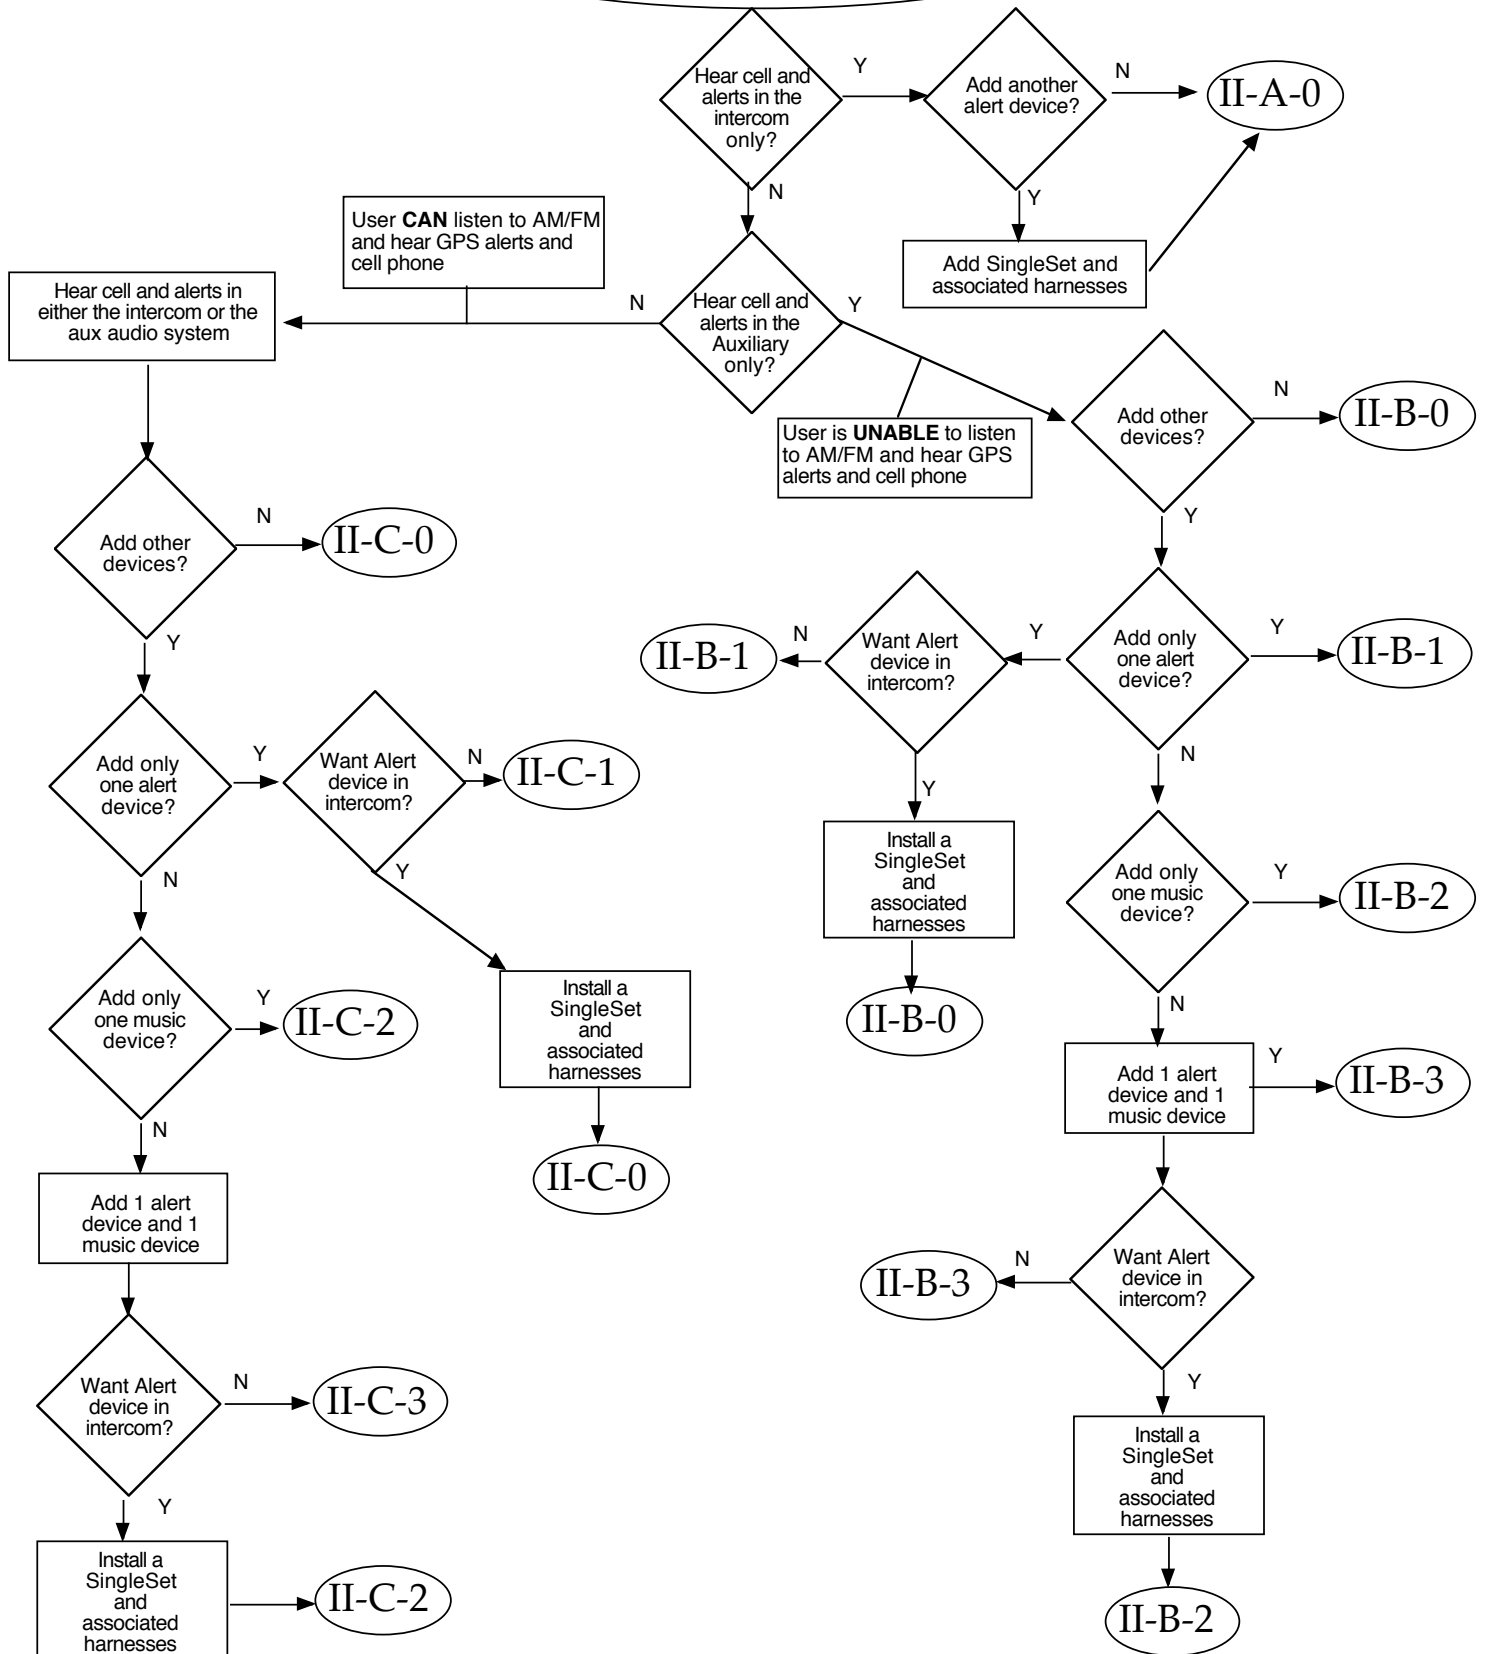 Hear cell and
alerts in the
intercom
only?
Y
Add another
alert device?
N
II-A-0
N
Y
Add SingleSet and
associated harnesses
User CAN listen to AM/FM
and hear GPS alerts and
cell phone
Hear cell and alerts in
either the intercom or the
aux audio system
N
Hear cell and
alerts in the
Auxiliary
only?
Y
User is UNABLE to listen
to AM/FM and hear GPS
alerts and cell phone
Add other
devices?
N
II-B-0
Y
Add other
devices?
N
II-C-0
Y
Add only
one alert
device?
Y
II-B-1
Y
Want Alert
device in
intercom?
N
II-B-1
Y
Install a
SingleSet
and
associated
harnesses
II-B-0
N
Add only
one music
device?
Y
II-B-2
N
Add 1 alert
device and 1
music device
Y
II-B-3
Want Alert
device in
intercom?
N
II-B-3
Y
Install a
SingleSet
and
associated
harnesses
II-B-2
Add only
one alert
device?
Y
Want Alert
device in
intercom?
N
II-C-1
Y
Install a
SingleSet
and
associated
harnesses
II-C-0
N
Add only
one music
device?
Y
II-C-2
N
Add 1 alert
device and 1
music device
Want Alert
device in
intercom?
N
II-C-3
Y
Install a
SingleSet
and
associated
harnesses
II-C-2